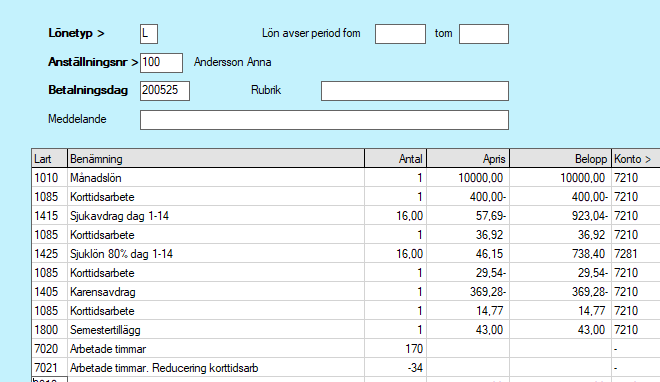 Lönetyp > L Lön avser period fom tom
Anställningsnr > 100 Andersson Anna
Betalningsdag 200525 Rubrik
Meddelande
Lart Benämning Antal Apris Belopp Konto >
1010 Månadslön 1 10000,00 10000,00 7210
1085 Korttidsarbete 1 400,00- 400,00- 7210
1415 Sjukavdrag dag 1-14 16,00 57,69- 923,04- 7210
1085 Korttidsarbete 1 36,92 36,92 7210
1425 Sjuklön 80% dag 1-14 16,00 46,15 738,40 7281
1085 Korttidsarbete 1 29,54- 29,54- 7210
1405 Karensavdrag 1 369,28- 369,28- 7210
1085 Korttidsarbete 1 14,77 14,77 7210
1800 Semestertillägg 1 43,00 43,00 7210
7020 Arbetade timmar 170 -
7021 Arbetade timmar. Reducering korttidsarb -34 -